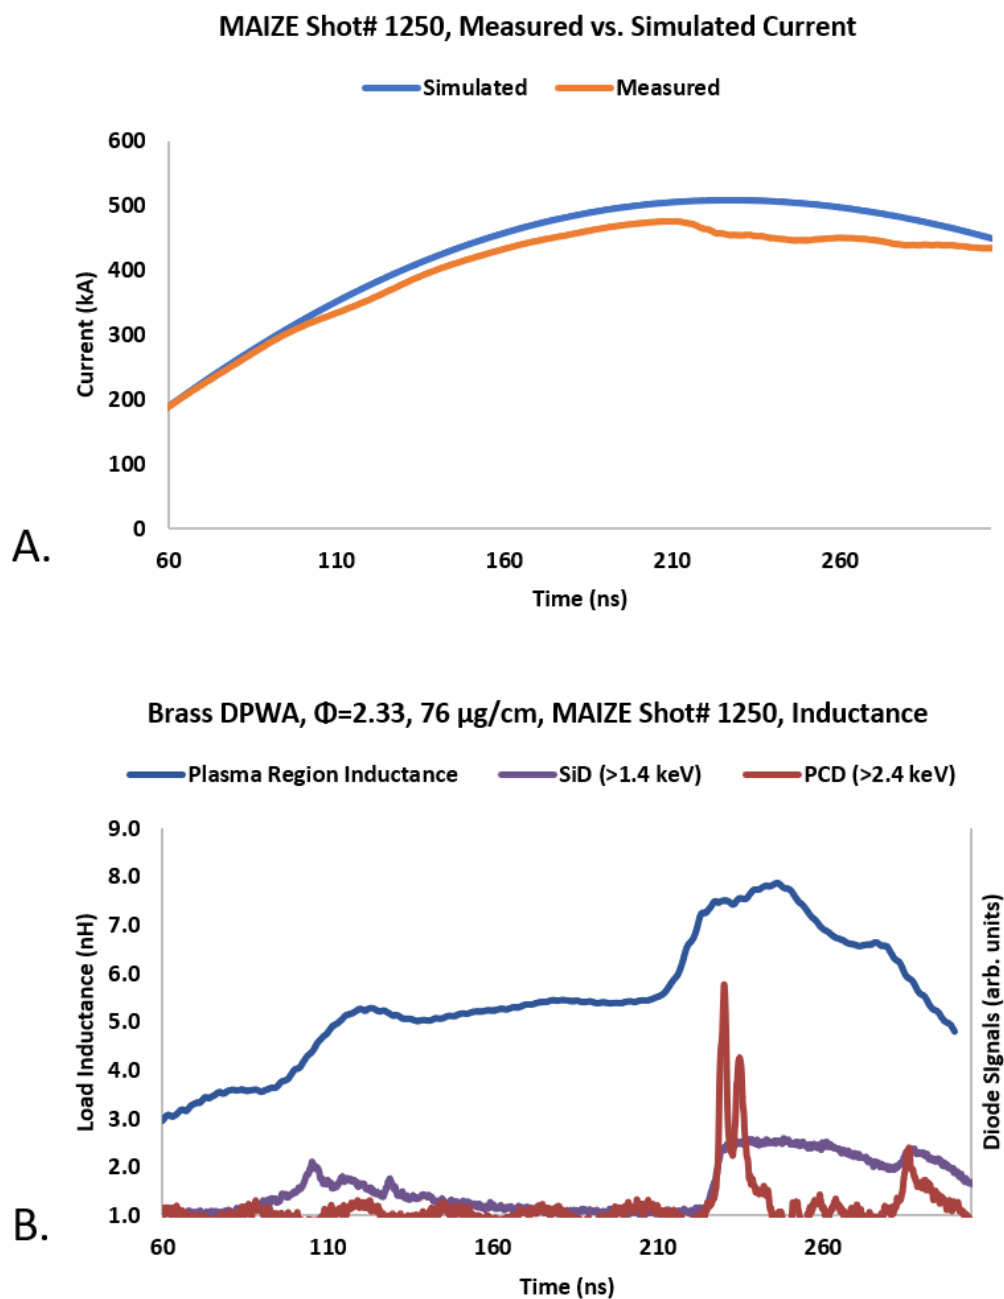 MAIZE Shot# 1250, Measured vs. Simulated Current
Simulated Measured
600
500
400
300
200
100
0
Current (kA)
A.
60 110 160 210 260
Time (ns)
Brass DPWA, Φ=2.33, 76 µg/cm, MAIZE Shot# 1250, Inductance
Plasma Region Inductance SiD (>1.4 keV) PCD (>2.4 keV)
9.0
8.0
7.0
6.0
5.0
4.0
3.0
2.0
1.0
Load Inductance (nH)
Diode SIgnals (arb. units)
B.
60 110 160 210 260
Time (ns)